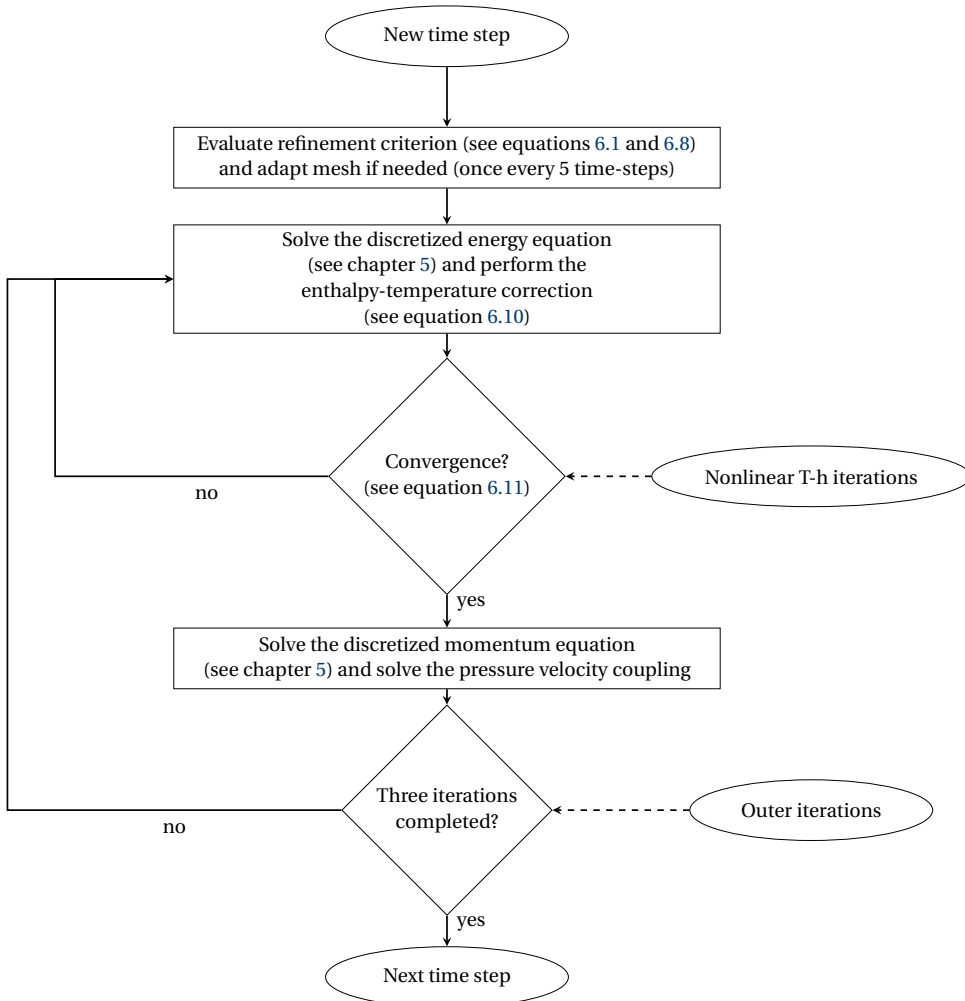 New time step
Evaluate refinement criterion (see equations 6.1 and 6.8)
and adapt mesh if needed (once every 5 time-steps)
Solve the discretized energy equation
(see chapter 5) and perform the
enthalpy-temperature correction
(see equation 6.10)
Convergence?
(see equation 6.11)
Nonlinear T-h iterations
no
yes
Solve the discretized momentum equation
(see chapter 5) and solve the pressure velocity coupling
Three iterations
completed?
Outer iterations
no
yes
Next time step